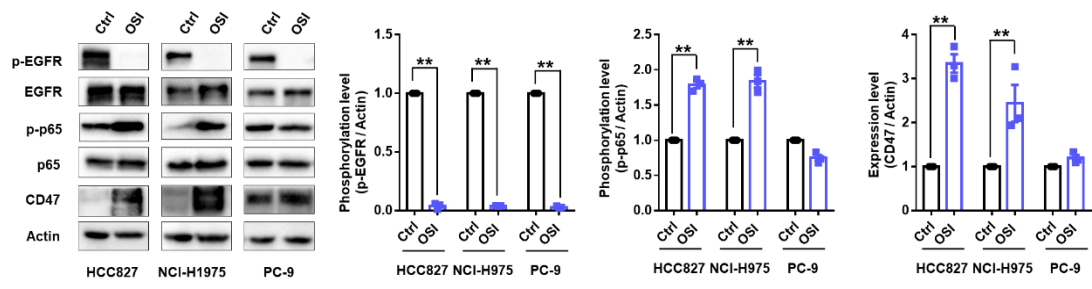 Ctrl OSI Ctrl OSI Ctrl OSI
p-EGFR
EGFR
p-p65
p65
CD47
Actin
HCC827 NCI-H1975 PC-9
Phosphorylation level
(p-EGFR / Actin)
1.5
1.0
0.5
0.0
** ** **
Ctrl OSI Ctrl OSI Ctrl OSI
HCC827 NCI-H975 PC-9
Phosphorylation level
(p-p65 / Actin)
2.5
2.0
1.5
1.0
0.5
0.0
** **
Ctrl OSI Ctrl OSI Ctrl OSI
HCC827 NCI-H975 PC-9
Expression level
(CD47 / Actin)
4
3
2
1
0
** **
Ctrl OSI Ctrl OSI Ctrl OSI
HCC827 NCI-H975 PC-9